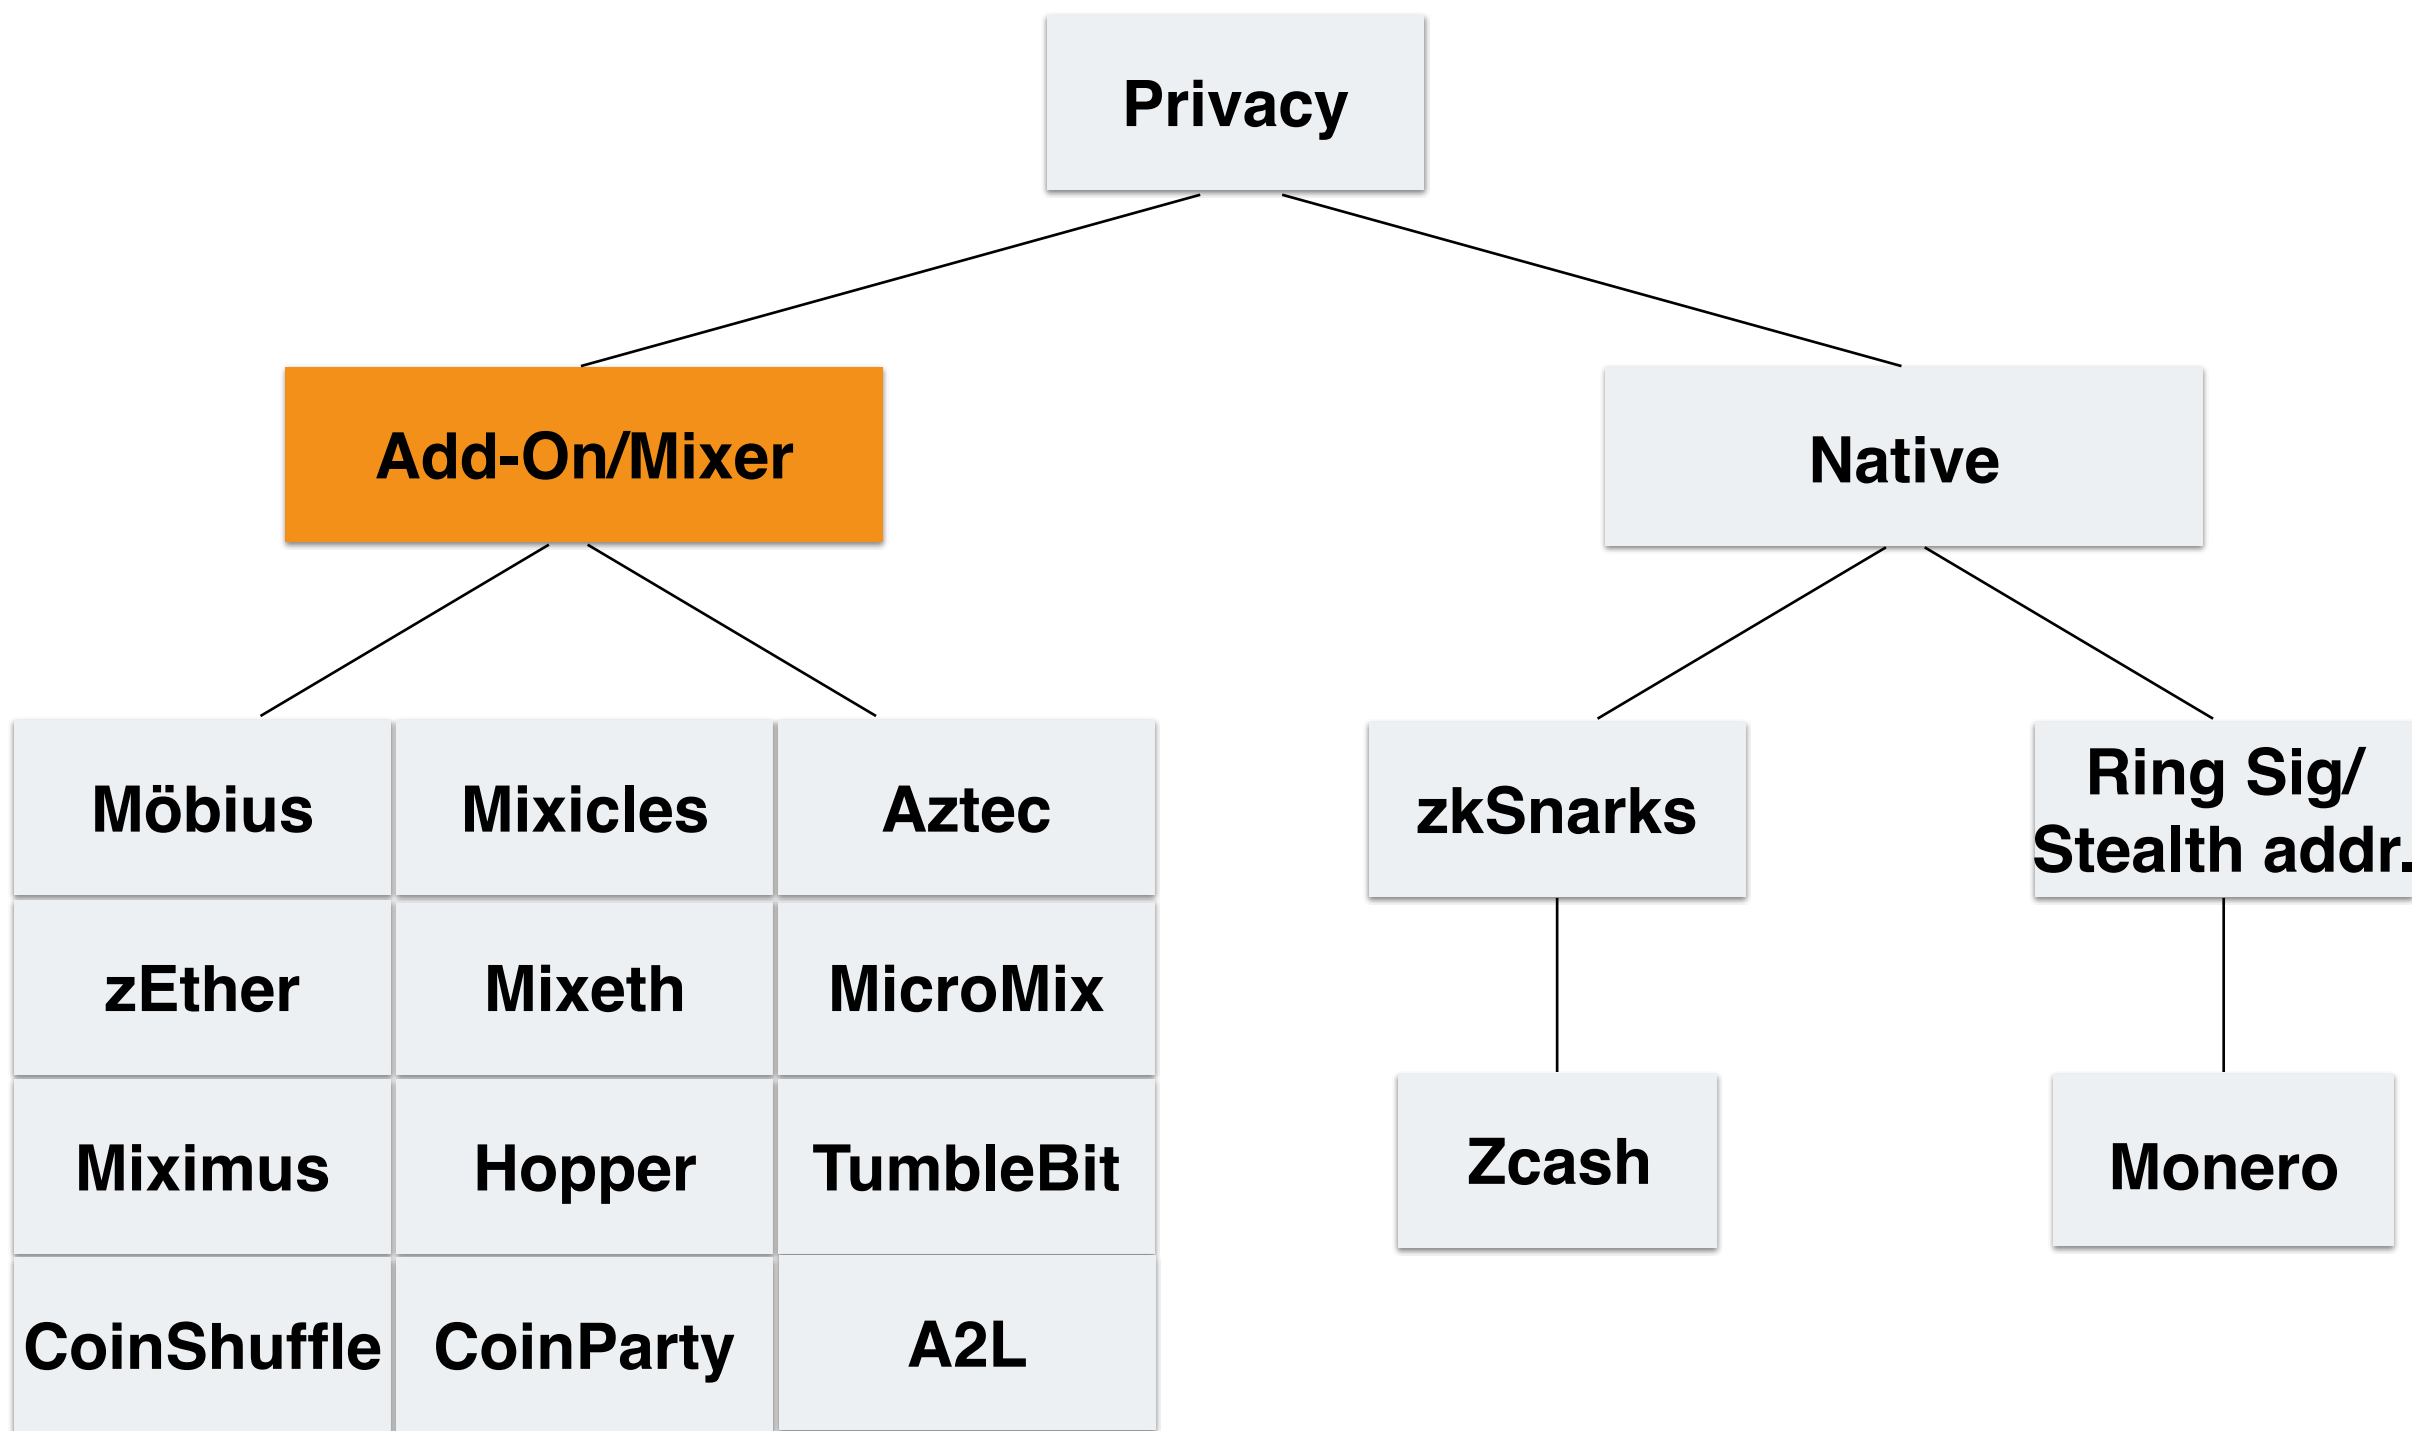 Privacy
Add-On/Mixer
Native
Möbius
Mixicles
Aztec
zkSnarks
Ring Sig/
Stealth addr.
zEther
Mixeth
MicroMix
Miximus
Hopper
TumbleBit
Zcash
Monero
CoinShuffle
CoinParty
A2L